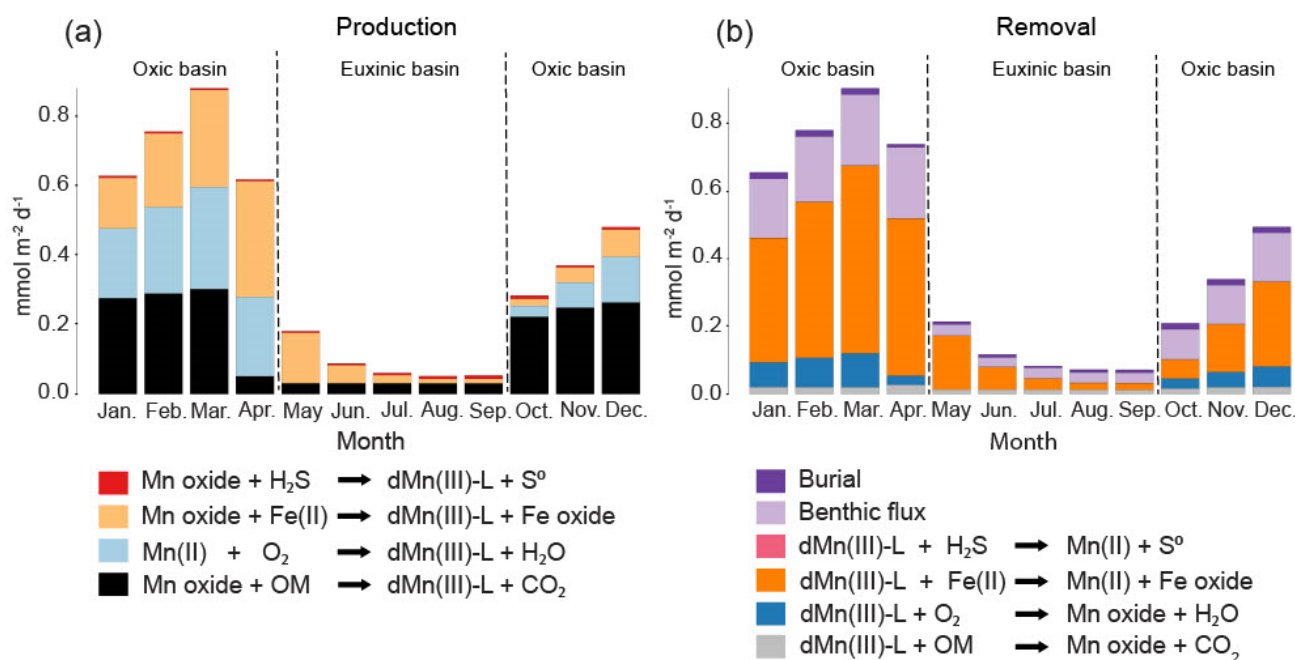 (a) Production
Oxic basin Euxinic basin Oxic basin
mmol m⁻² d⁻¹
0.8
0.6
0.4
0.2
0.0
Jan. Feb. Mar. Apr. May Jun. Jul. Aug. Sep. Oct. Nov. Dec.
Month
Mn oxide + H₂S → dMn(III)-L + S⁰
Mn oxide + Fe(II) → dMn(III)-L + Fe oxide
Mn(II) + O₂ → dMn(III)-L + H₂O
Mn oxide + OM → dMn(III)-L + CO₂
(b) Removal
Oxic basin Euxinic basin Oxic basin
mmol m⁻² d⁻¹
0.8
0.6
0.4
0.2
0.0
Jan. Feb. Mar. Apr. May Jun. Jul. Aug. Sep. Oct. Nov. Dec.
Month
Burial
Benthic flux
dMn(III)-L + H₂S → Mn(II) + S⁰
dMn(III)-L + Fe(II) → Mn(II) + Fe oxide
dMn(III)-L + O₂ → Mn oxide + H₂O
dMn(III)-L + OM → Mn oxide + CO₂